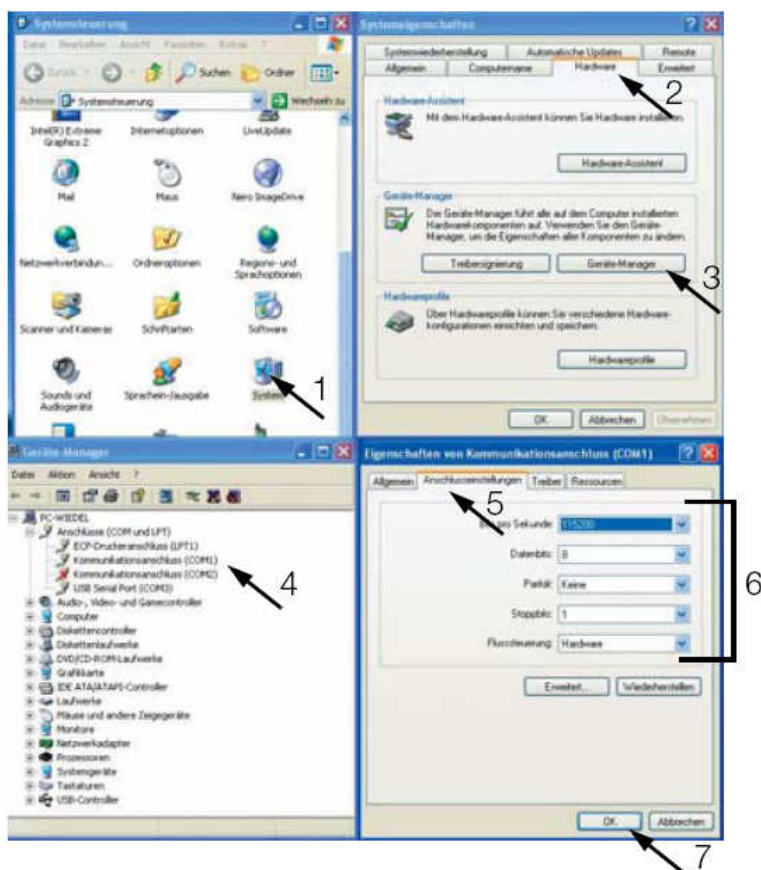 Systemsteuerung
Datei Bearbeiten Ansicht Favoriten Extras ?
Zurück
Suchen
Ordner
Adresse
Systemsteuerung
Wechseln zu
Intel(R) Extreme
Graphics 2
Internetoptionen
LiveUpdate
Mail
Maus
Nero ImageDrive
Netzwerkverbindun...
Ordneroptionen
Regions- und
Sprachoptionen
Scanner und Kameras
Schriftarten
Software
Sounds und
Audiogeräte
Sprachein-/ausgabe
System
1
Systemeigenschaften
Systemwiederherstellung
Automatische Updates
Remote
Allgemein
Computername
Hardware
Erweitert
2
Hardware-Assistent
Mit dem Hardware-Assistent können Sie Hardware installieren.
Hardware-Assistent
Geräte-Manager
Der Geräte-Manager führt alle auf dem Computer installierten
Hardwarekomponenten auf. Verwenden Sie den Geräte-
Manager, um die Eigenschaften aller Komponenten zu ändern.
Treibersignierung
Geräte-Manager
3
Hardwareprofile
Über Hardwareprofile können Sie verschiedene Hardware-
konfigurationen einrichten und speichern.
Hardwareprofile
OK
Abbrechen
Übernehmen
Geräte-Manager
Datei Aktion Ansicht ?
PC-WIEDEL
Anschlüsse (COM und LPT)
ECP-Druckeranschluss (LPT1)
Kommunikationsanschluss (COM1)
Kommunikationsanschluss (COM2)
USB Serial Port (COM3)
4
Audio-, Video- und Gamecontroller
Computer
Diskettencontroller
Diskettenlaufwerke
DVD/CD-ROM-Laufwerke
Grafikkarte
IDE ATA/ATAPI-Controller
Laufwerke
Mäuse und andere Zeigegeräte
Monitore
Netzwerkadapter
Prozessoren
Systemgeräte
Tastaturen
USB-Controller
Eigenschaften von Kommunikationsanschluss (COM1)
Allgemein
Anschlusseinstellungen
Treiber
Ressourcen
5
pro Sekunde: 115200
Datenbits: 8
Parität: Keine
Stoppbits: 1
Flusssteuerung: Hardware
6
Erweitert...
Wiederherstellen
OK
Abbrechen
7